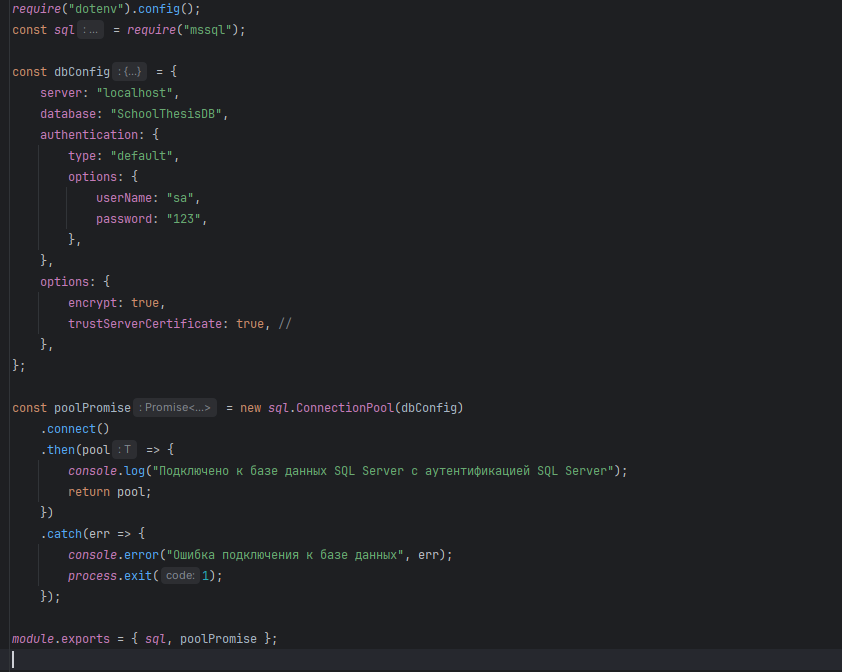 require("dotenv").config();
const sql : ... = require("mssql");
const dbConfig : {...} = {
server: "localhost",
database: "SchoolThesisDB",
authentication: {
type: "default",
options: {
userName: "sa",
password: "123",
},
},
options: {
encrypt: true,
trustServerCertificate: true, //
},
};
const poolPromise : Promise<...> = new sql.ConnectionPool(dbConfig)
.connect()
.then(pool : T => {
console.log("Подключено к базе данных SQL Server с аутентификацией SQL Server");
return pool;
})
.catch(err => {
console.error("Ошибка подключения к базе данных", err);
process.exit( code: 1);
});
module.exports = { sql, poolPromise };